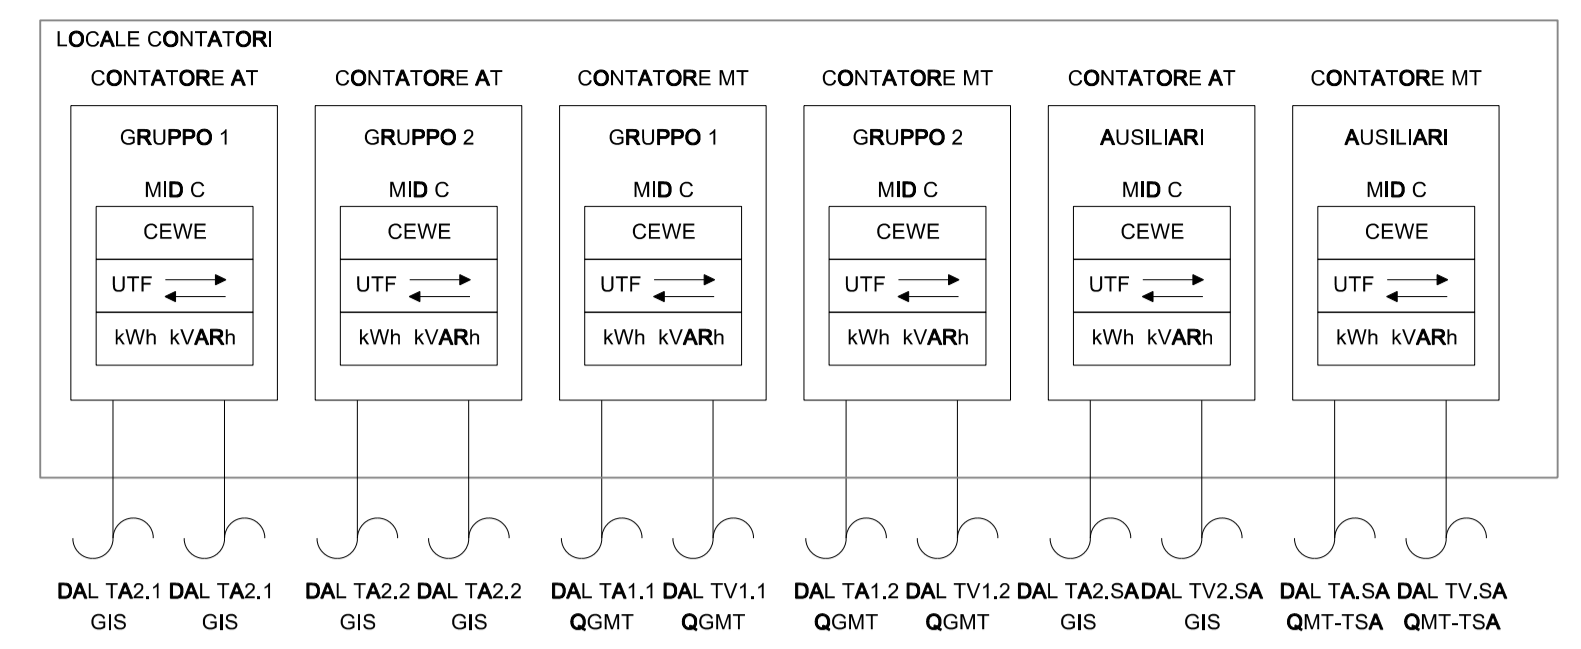 LOCALE CONTATORI
CONTATORE AT CONTATORE AT CONTATORE MT CONTATORE MT CONTATORE AT CONTATORE MT
GRUPPO 1 GRUPPO 2 GRUPPO 1 GRUPPO 2 AUSILIARI AUSILIARI
MID C MID C MID C MID C MID C MID C
CEWE CEWE CEWE CEWE CEWE CEWE
UTF UTF UTF UTF UTF UTF
kWh kVARh kWh kVARh kWh kVARh kWh kVARh kWh kVARh kWh kVARh
DAL TA2.1 DAL TA2.1 DAL TA2.2 DAL TA2.2 DAL TA1.1 DAL TV1.1 DAL TA1.2 DAL TV1.2 DAL TA2.SA DAL TV2.SA DAL TA.SA DAL TV.SA
GIS GIS GIS GIS QGMT QGMT QGMT QGMT GIS GIS QMT-TSA QMT-TSA